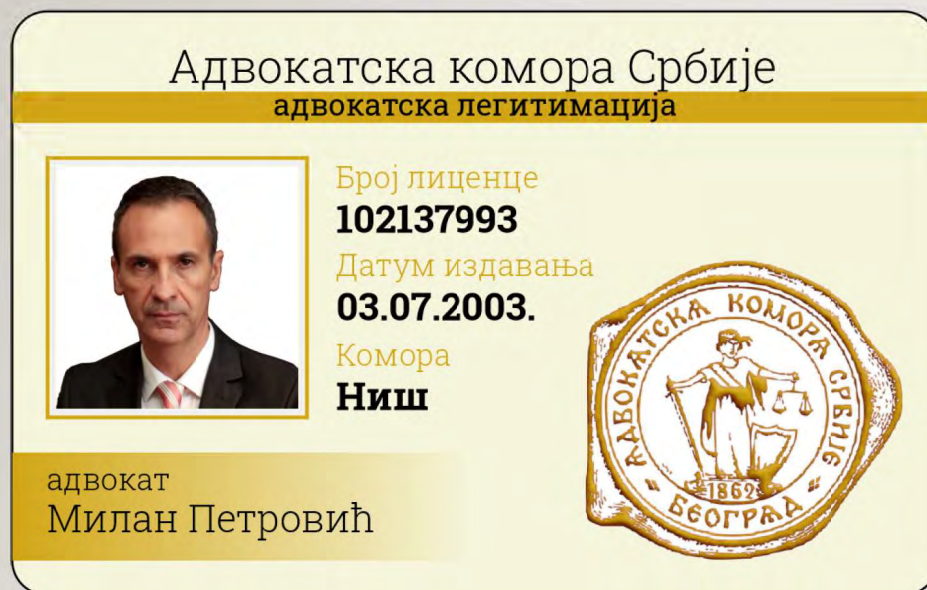 Адвокатска комора Србије
адвокатска легитимација
Број лиценце
102137993
Датум издавања
03.07.2003.
Комора
Ниш
адвокат
Милан Петровић
АДВОКАТСКА КОМОРА СРБИЈЕ
БЕОГРАД
1862